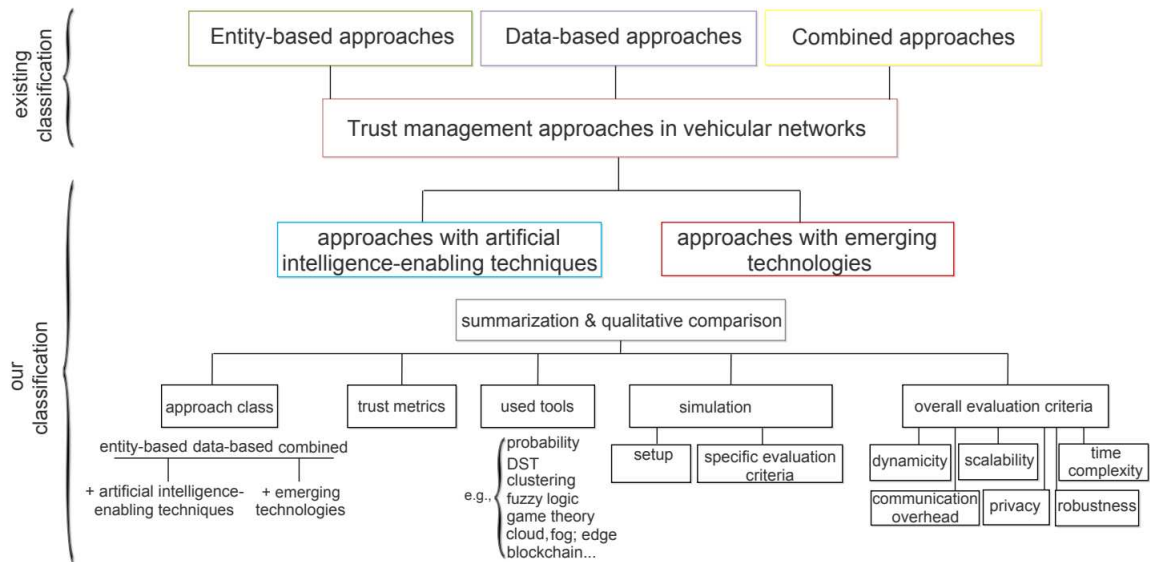 existing
classification
Entity-based approaches
Data-based approaches
Combined approaches
Trust management approaches in vehicular networks
our
classification
approaches with artificial
intelligence-enabling techniques
approaches with emerging
technologies
summarization & qualitative comparison
approach class
trust metrics
used tools
simulation
overall evaluation criteria
entity-based data-based combined
+ artificial intelligence-
enabling techniques
+ emerging
technologies
e.g.,
probability
DST
clustering
fuzzy logic
game theory
cloud, fog; edge
blockchain...
setup
specific evaluation
criteria
dynamicity
scalability
time
complexity
communication
overhead
privacy
robustness